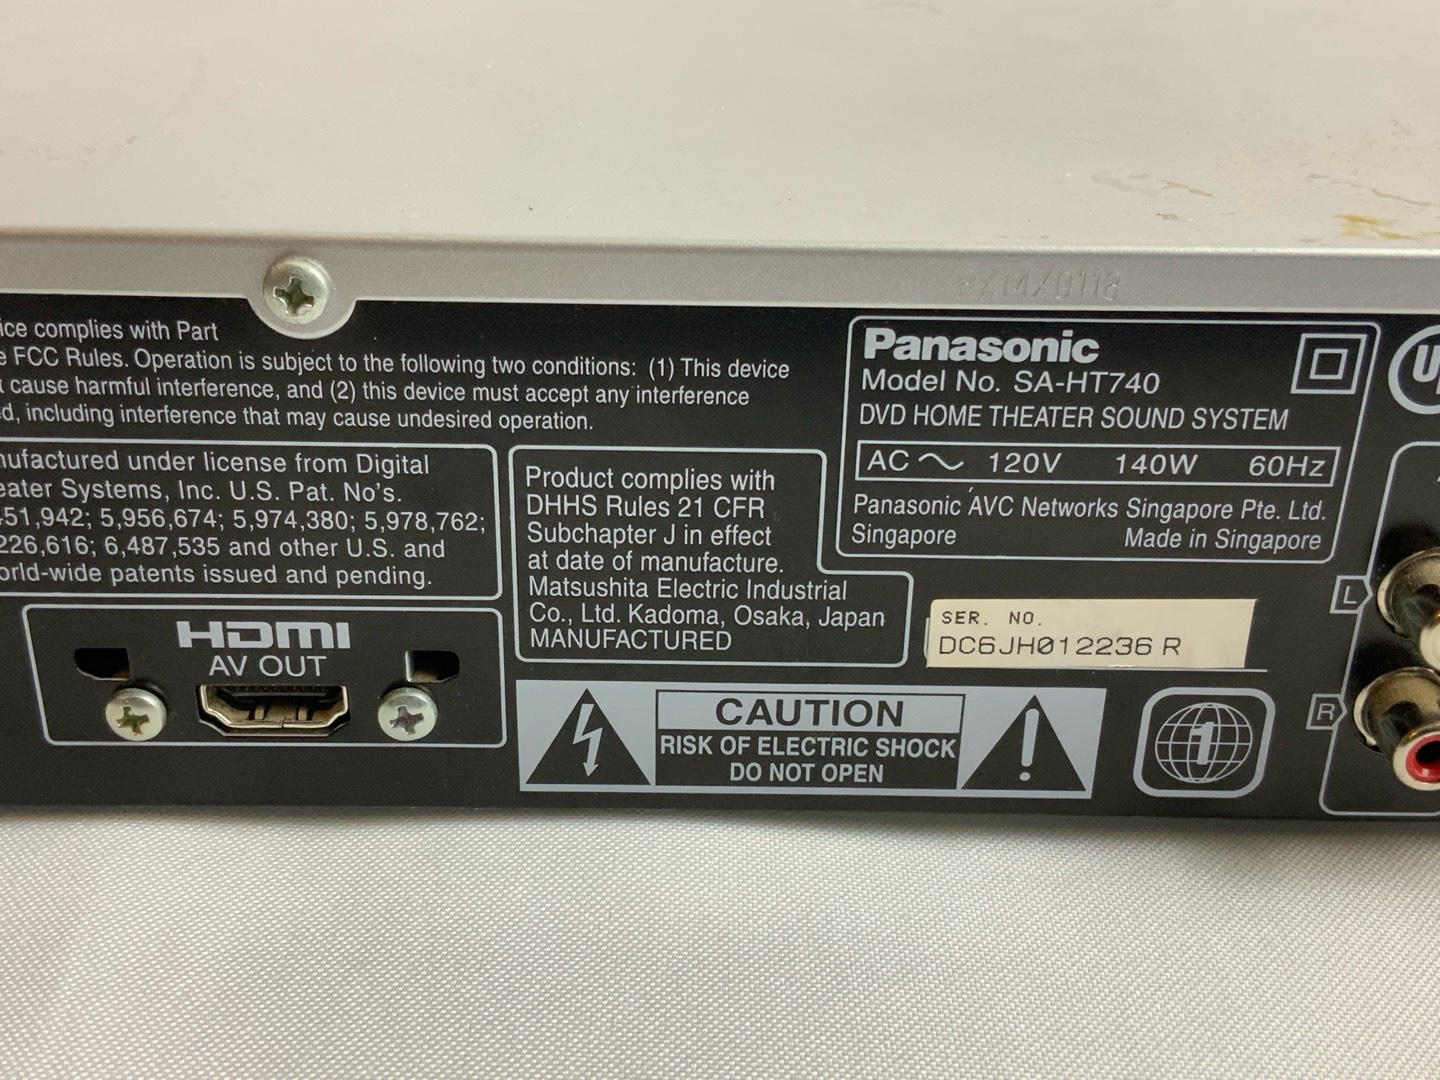 ice complies with Part
e FCC Rules. Operation is subject to the following two conditions: (1) This device
cause harmful interference, and (2) this device must accept any interference
ed, including interference that may cause undesired operation.
nufactured under license from Digital
eater Systems, Inc. U.S. Pat. No's.
451,942; 5,956,674; 5,974,380; 5,978,762;
226,616; 6,487,535 and other U.S. and
orld-wide patents issued and pending.
HDMI
AV OUT
Product complies with
DHHS Rules 21 CFR
Subchapter J in effect
at date of manufacture.
Matsushita Electric Industrial
Co., Ltd. Kadoma, Osaka, Japan
MANUFACTURED
Panasonic
Model No. SA-HT740
DVD HOME THEATER SOUND SYSTEM
AC 120V 140W 60Hz
Panasonic AVC Networks Singapore Pte. Ltd.
Singapore Made in Singapore
SER. NO.
DC6JH012236 R
CAUTION
RISK OF ELECTRIC SHOCK
DO NOT OPEN
1
L
R